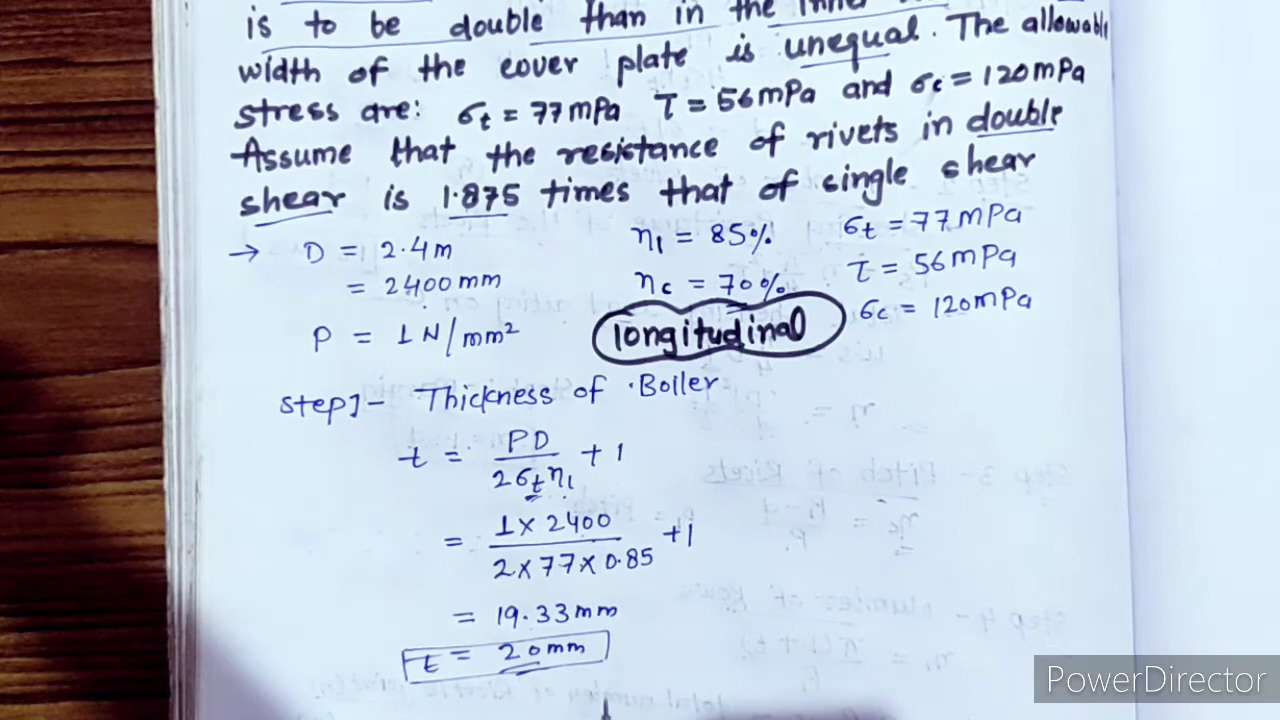 is to be double than in the inner
width of the cover plate is unequal. The allowable
stress are: σt = 77 mPa τ = 56 mPa and σc = 120 mPa
Assume that the resistance of rivets in double
shear is 1.875 times that of single shear
→ D = 2.4 m ηl = 85% σt = 77 mPa
= 2400 mm ηc = 70% τ = 56 mPa
P = 1 N/mm² longitudinal σc = 120 mPa
Step 1 - Thickness of Boller
t = PD / 2σtηl + 1
= 1 × 2400 / 2 × 77 × 0.85 + 1
= 19.33 mm
t = 20 mm
PowerDirector